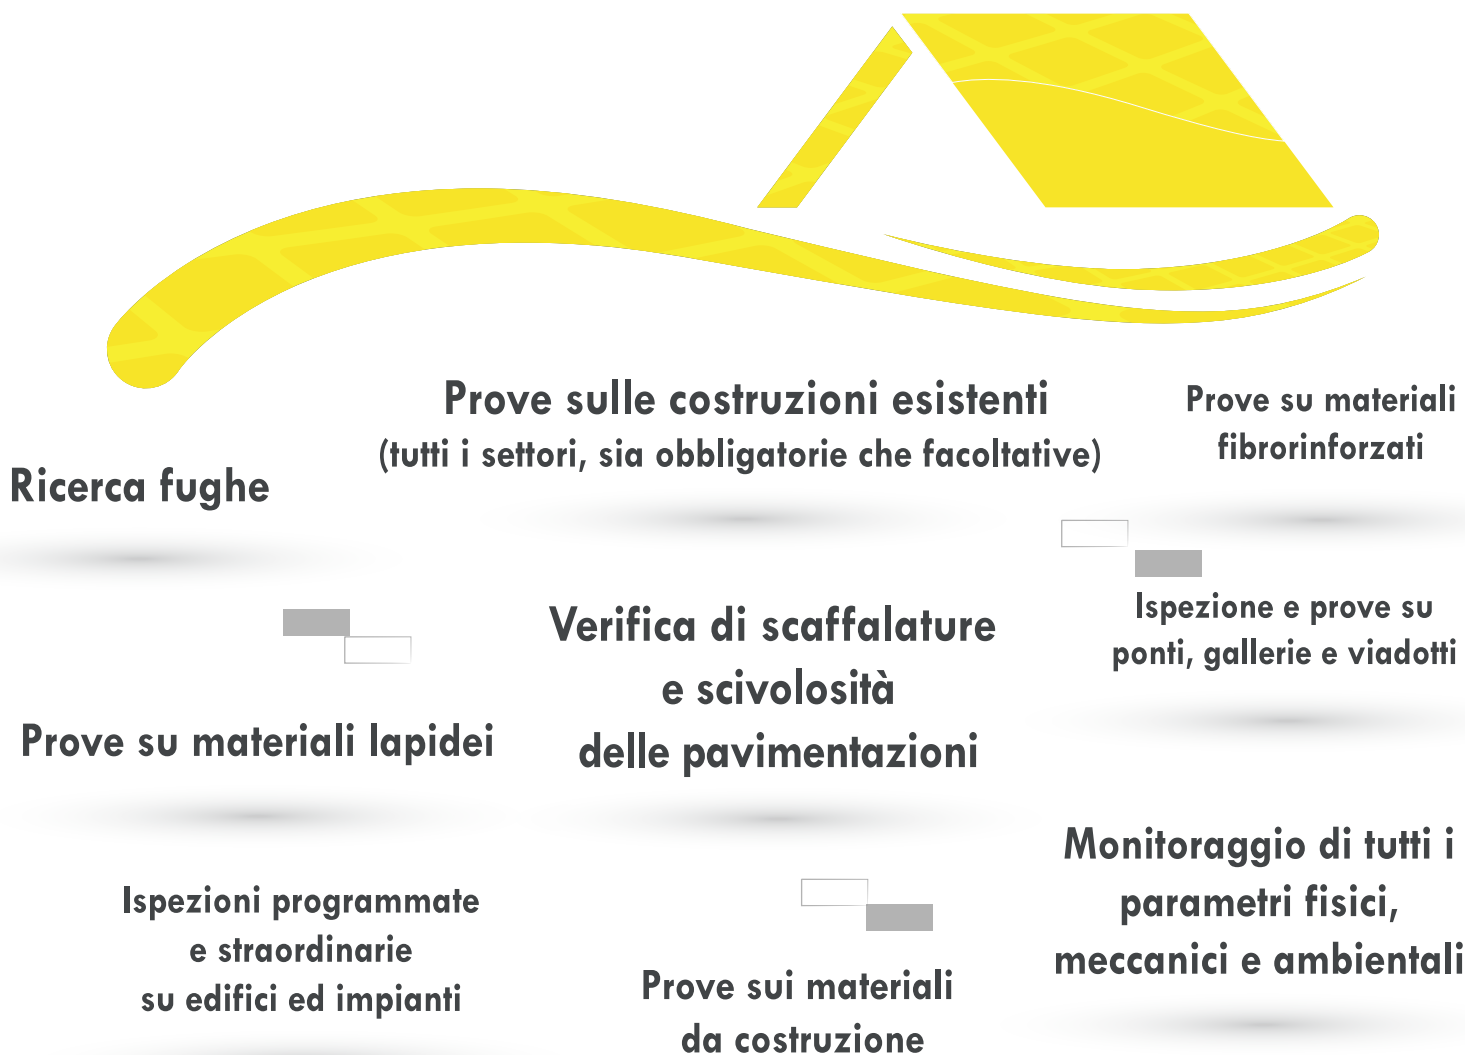 Prove sulle costruzioni esistenti
(tutti i settori, sia obbligatorie che facoltative)
Prove su materiali
fibrorinforzati
Ricerca fughe
Ispezione e prove su
ponti, gallerie e viadotti
Verifica di scaffalature
e scivolosità
delle pavimentazioni
Prove su materiali lapidei
Monitoraggio di tutti i
parametri fisici,
meccanici e ambientali
Ispezioni programmate
e straordinarie
su edifici ed impianti
Prove sui materiali
da costruzione